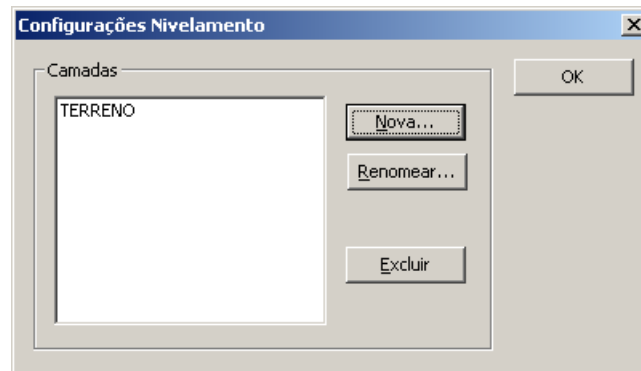 Configurações Nivelamento
Camadas
OK
TERRENO
Nova...
Renomear...
Excluir